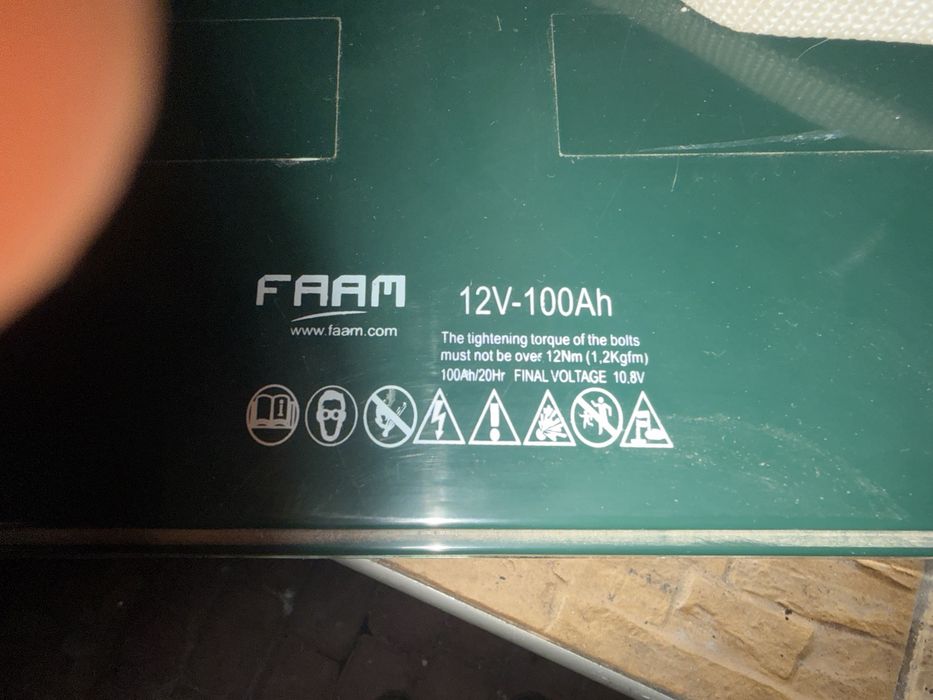 FAAM
www.faam.com
12V-100Ah
The tightening torque of the bolts
must not be over 12Nm (1,2Kgfm)
100Ah/20Hr FINAL VOLTAGE 10.8V